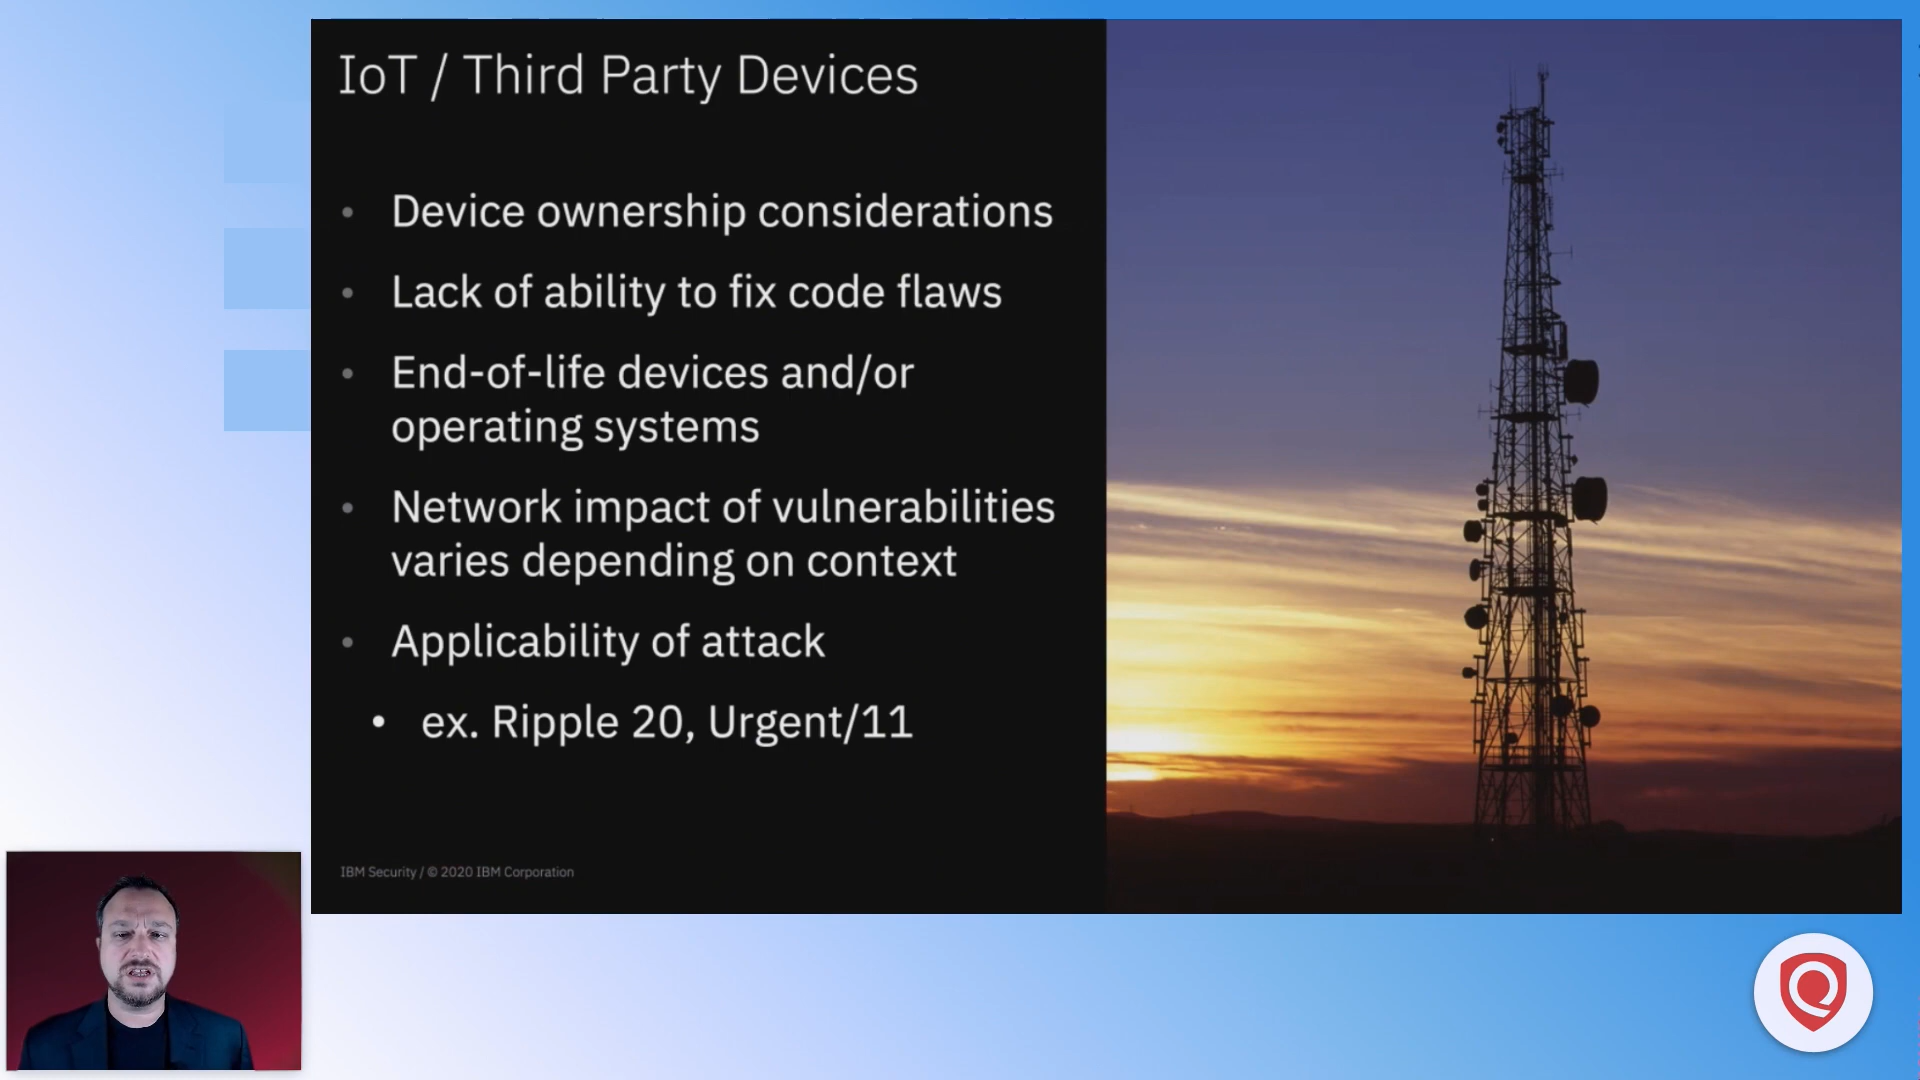 IoT / Third Party Devices
• Device ownership considerations
• Lack of ability to fix code flaws
• End-of-life devices and/or
operating systems
• Network impact of vulnerabilities
varies depending on context
• Applicability of attack
• ex. Ripple 20, Urgent/11
IBM Security / © 2020 IBM Corporation